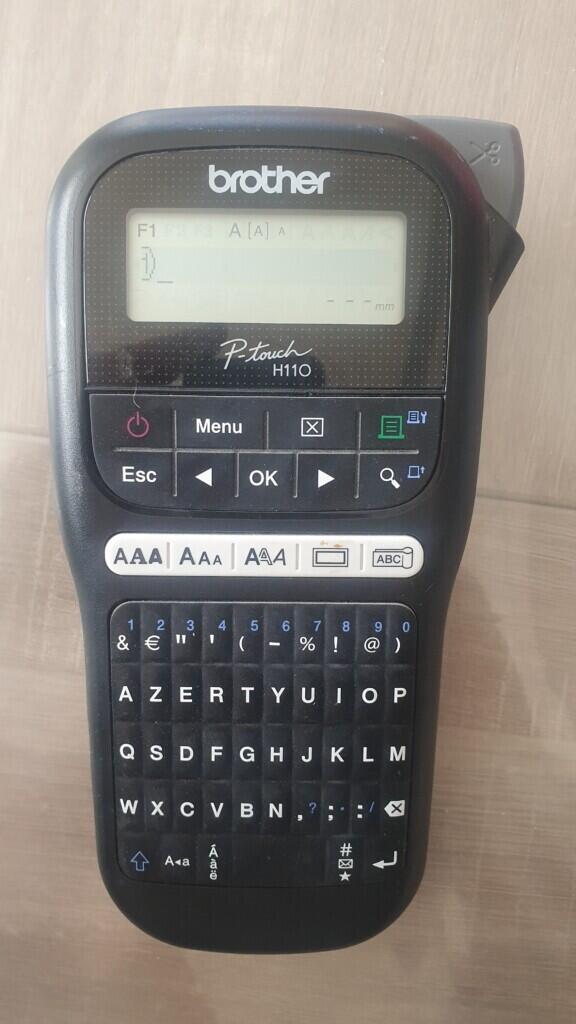 brother
F1 A [A] A
- - - mm
P-touch
H110
Menu
Esc OK
AAA AAA AAA ABC
1 2 3 4 5 6 7 8 9 0
& € " ' ( - % ! @ )
A Z E R T Y U I O P
Q S D F G H J K L M
W X C V B N , ? ; . : /
A◂a Á ä ë #